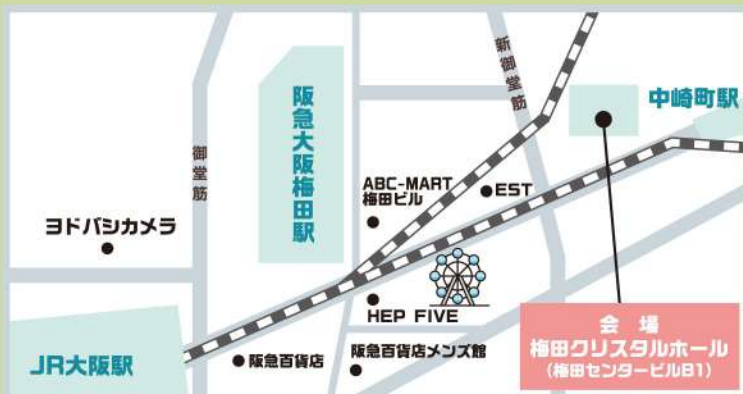 新御堂筋
中崎町駅
阪急大阪梅田駅
御堂筋
ABC-MART
梅田ビル
EST
ヨドバシカメラ
HEP FIVE
会 場
梅田クリスタルホール
(梅田センタービルB1)
JR大阪駅
阪急百貨店
阪急百貨店メンズ館